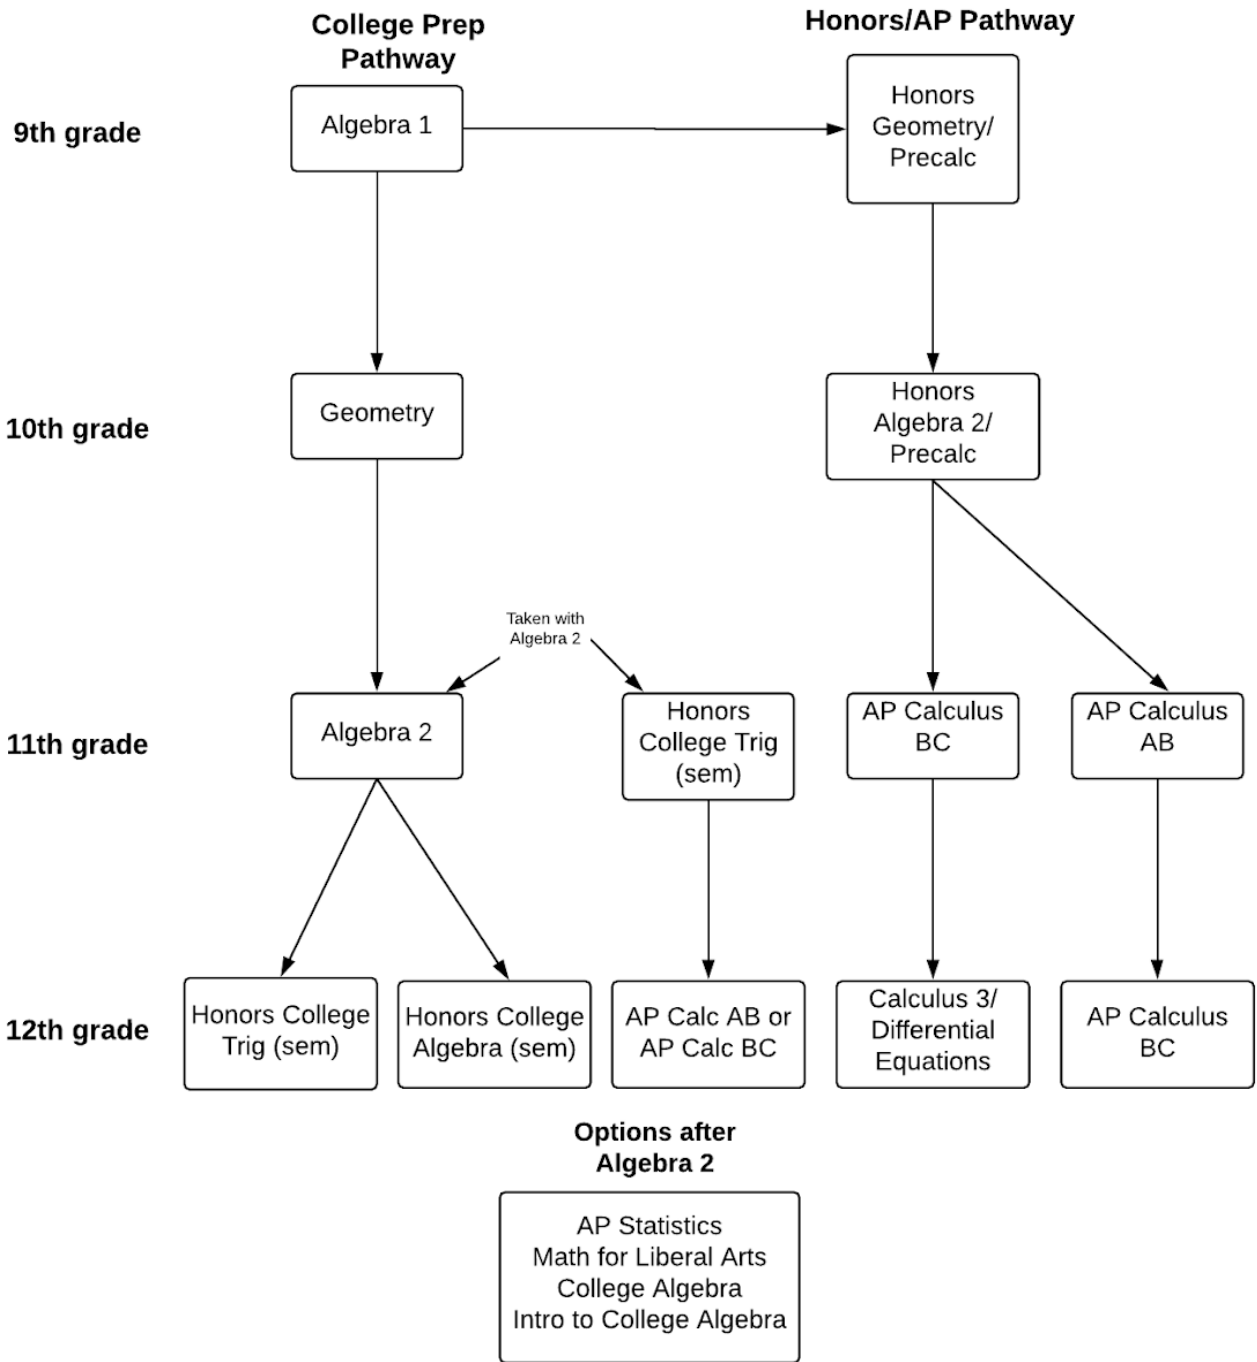 College Prep
Pathway
Honors/AP Pathway
9th grade
Algebra 1
Honors
Geometry/
Precalc
10th grade
Geometry
Honors
Algebra 2/
Precalc
Taken with
Algebra 2
11th grade
Algebra 2
Honors
College Trig
(sem)
AP Calculus
BC
AP Calculus
AB
12th grade
Honors College
Trig (sem)
Honors College
Algebra (sem)
AP Calc AB or
AP Calc BC
Calculus 3/
Differential
Equations
AP Calculus
BC
Options after
Algebra 2
AP Statistics
Math for Liberal Arts
College Algebra
Intro to College Algebra